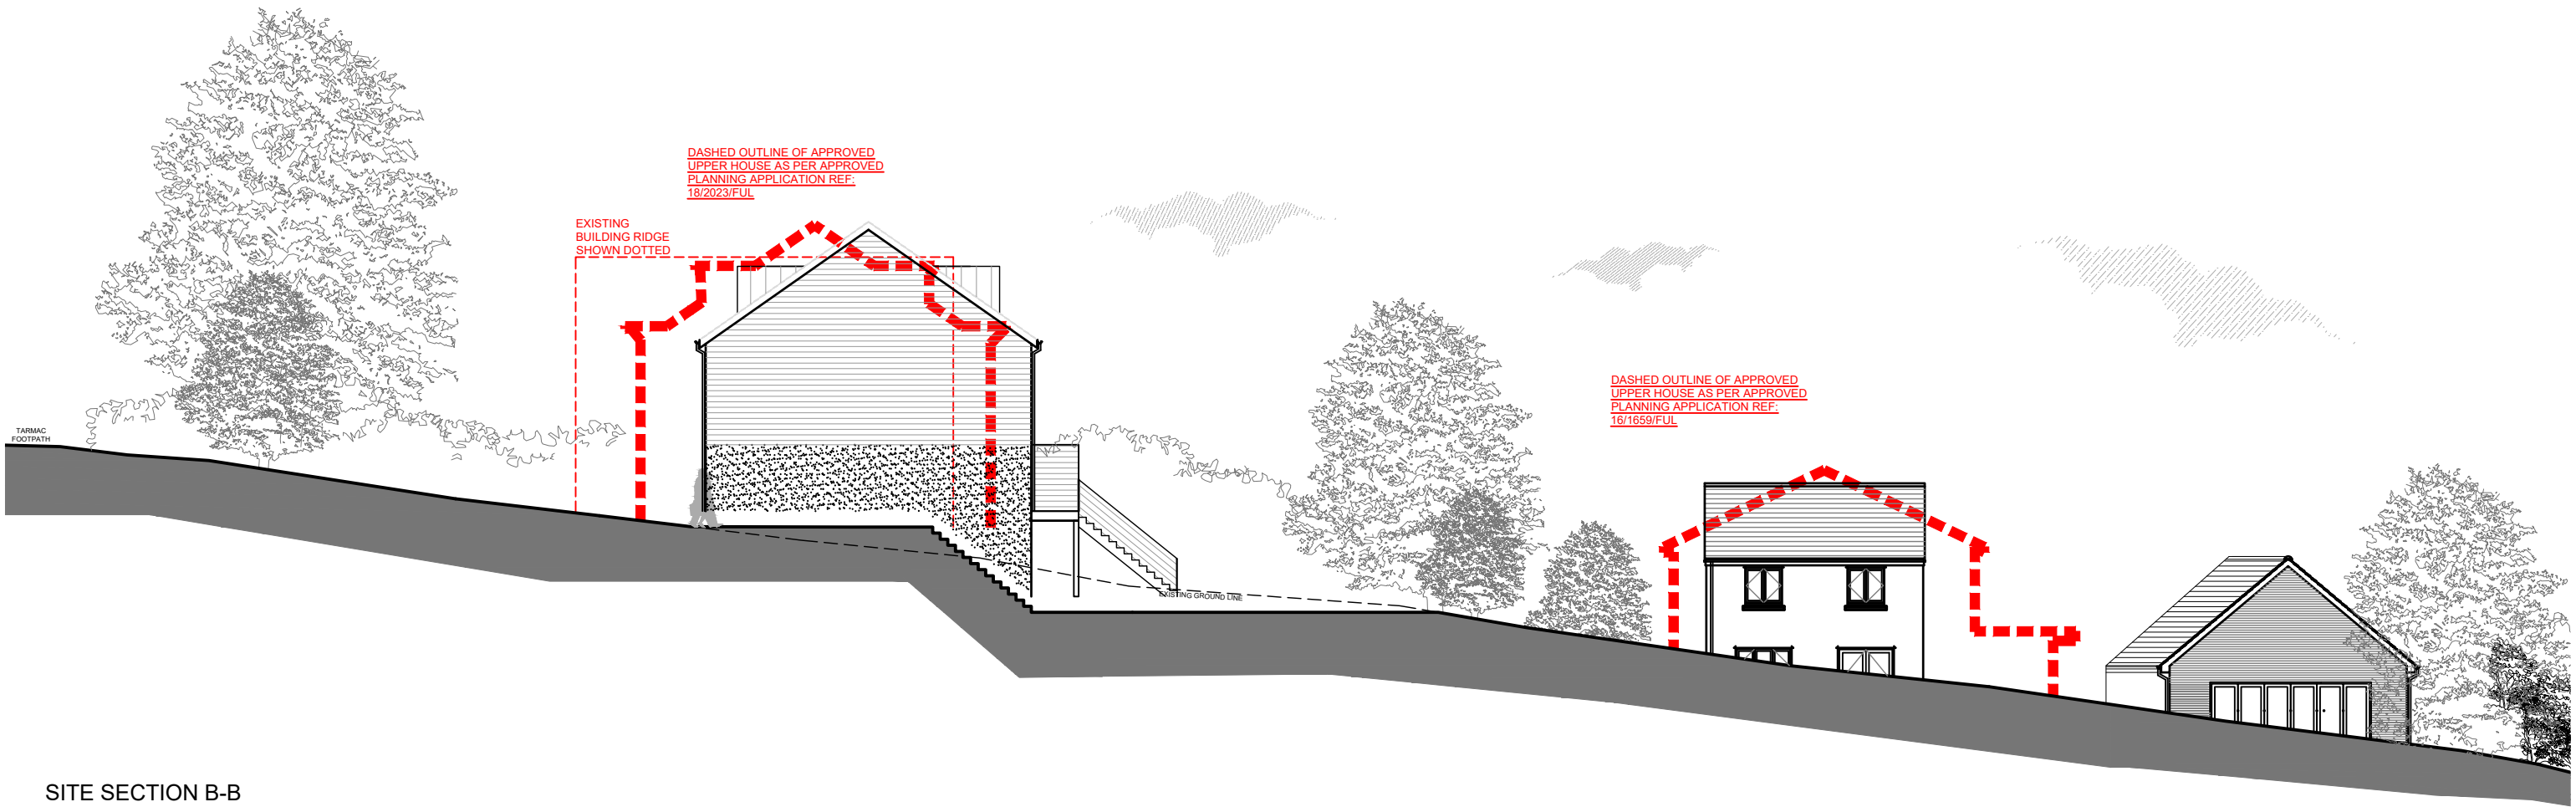 DASHED OUTLINE OF APPROVED
UPPER HOUSE AS PER APPROVED
PLANNING APPLICATION REF:
18/2023/FUL
EXISTING
BUILDING RIDGE
SHOWN DOTTED
DASHED OUTLINE OF APPROVED
UPPER HOUSE AS PER APPROVED
PLANNING APPLICATION REF:
16/1659/FUL
TARMAC
FOOTPATH
EXISTING GROUND LINE
SITE SECTION B-B